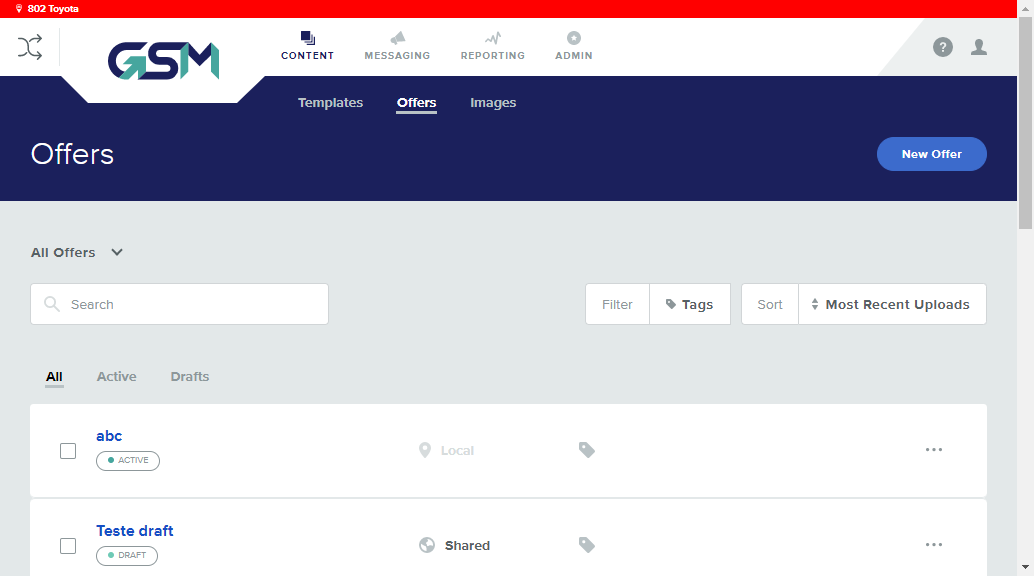 802 Toyota
GSM
CONTENT MESSAGING REPORTING ADMIN
?
Templates Offers Images
Offers
New Offer
All Offers
Search
Filter Tags Sort Most Recent Uploads
All Active Drafts
abc
ACTIVE
Local
Teste draft
DRAFT
Shared